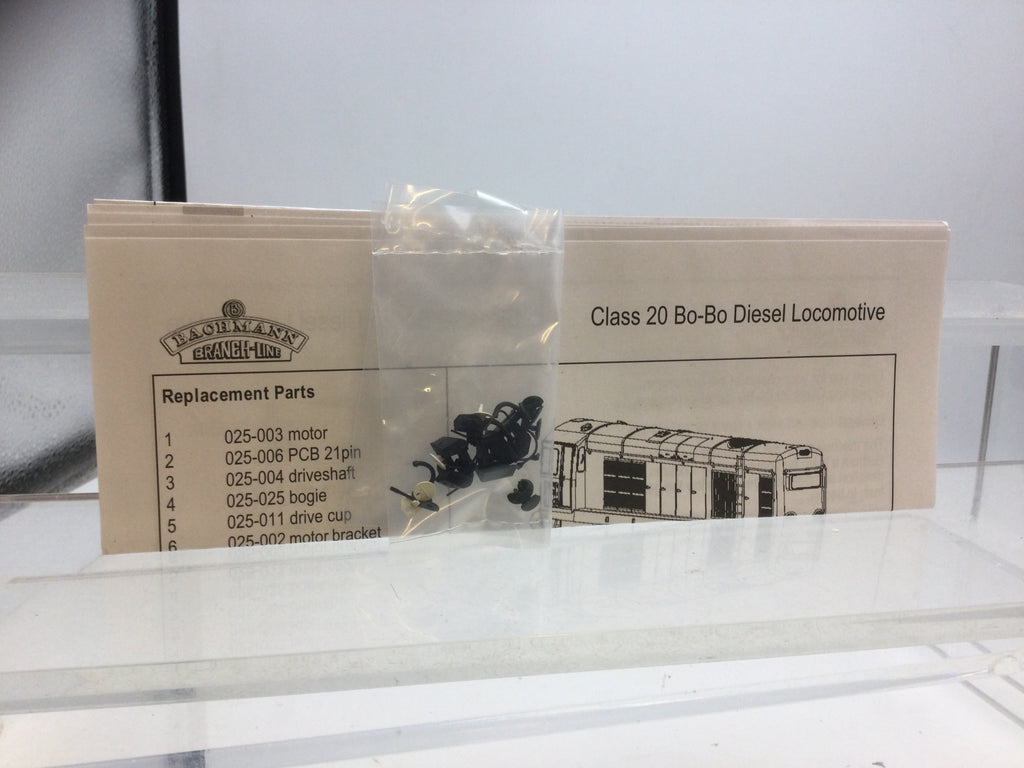 BACHMANN
BRANCH-LINE
Class 20 Bo-Bo Diesel Locomotive
Replacement Parts
1 025-003 motor
2 025-006 PCB 21pin
3 025-004 driveshaft
4 025-025 bogie
5 025-011 drive cup
6 025-002 motor bracket